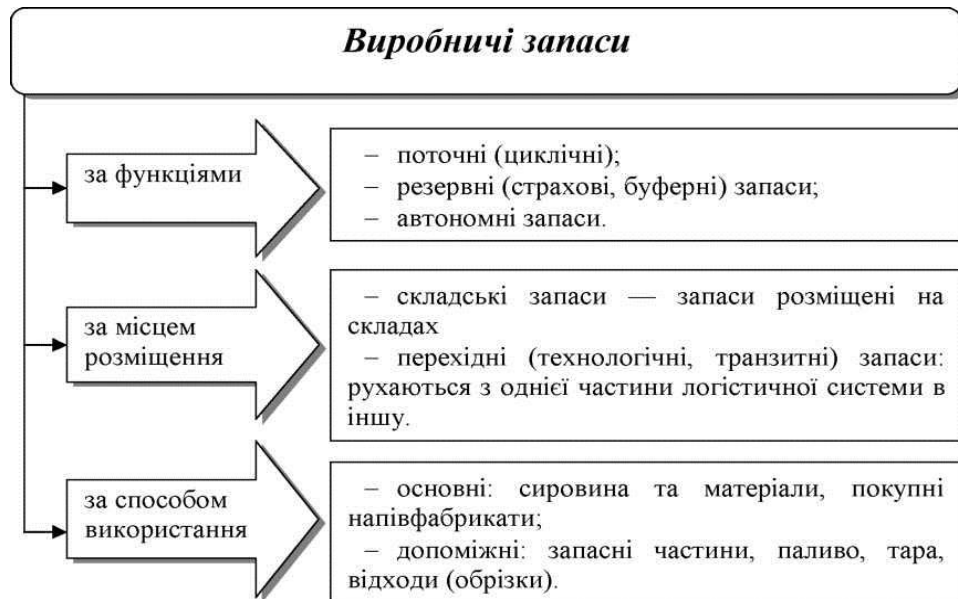 Виробничі запаси
за функціями
– поточні (циклічні);
– резервні (страхові, буферні) запаси;
– автономні запаси.
за місцем
розміщення
– складські запаси — запаси розміщені на
складах
– перехідні (технологічні, транзитні) запаси:
рухаються з однієї частини логістичної системи в
іншу.
за способом
використання
– основні: сировина та матеріали, покупні
напівфабрикати;
– допоміжні: запасні частини, паливо, тара,
відходи (обрізки).